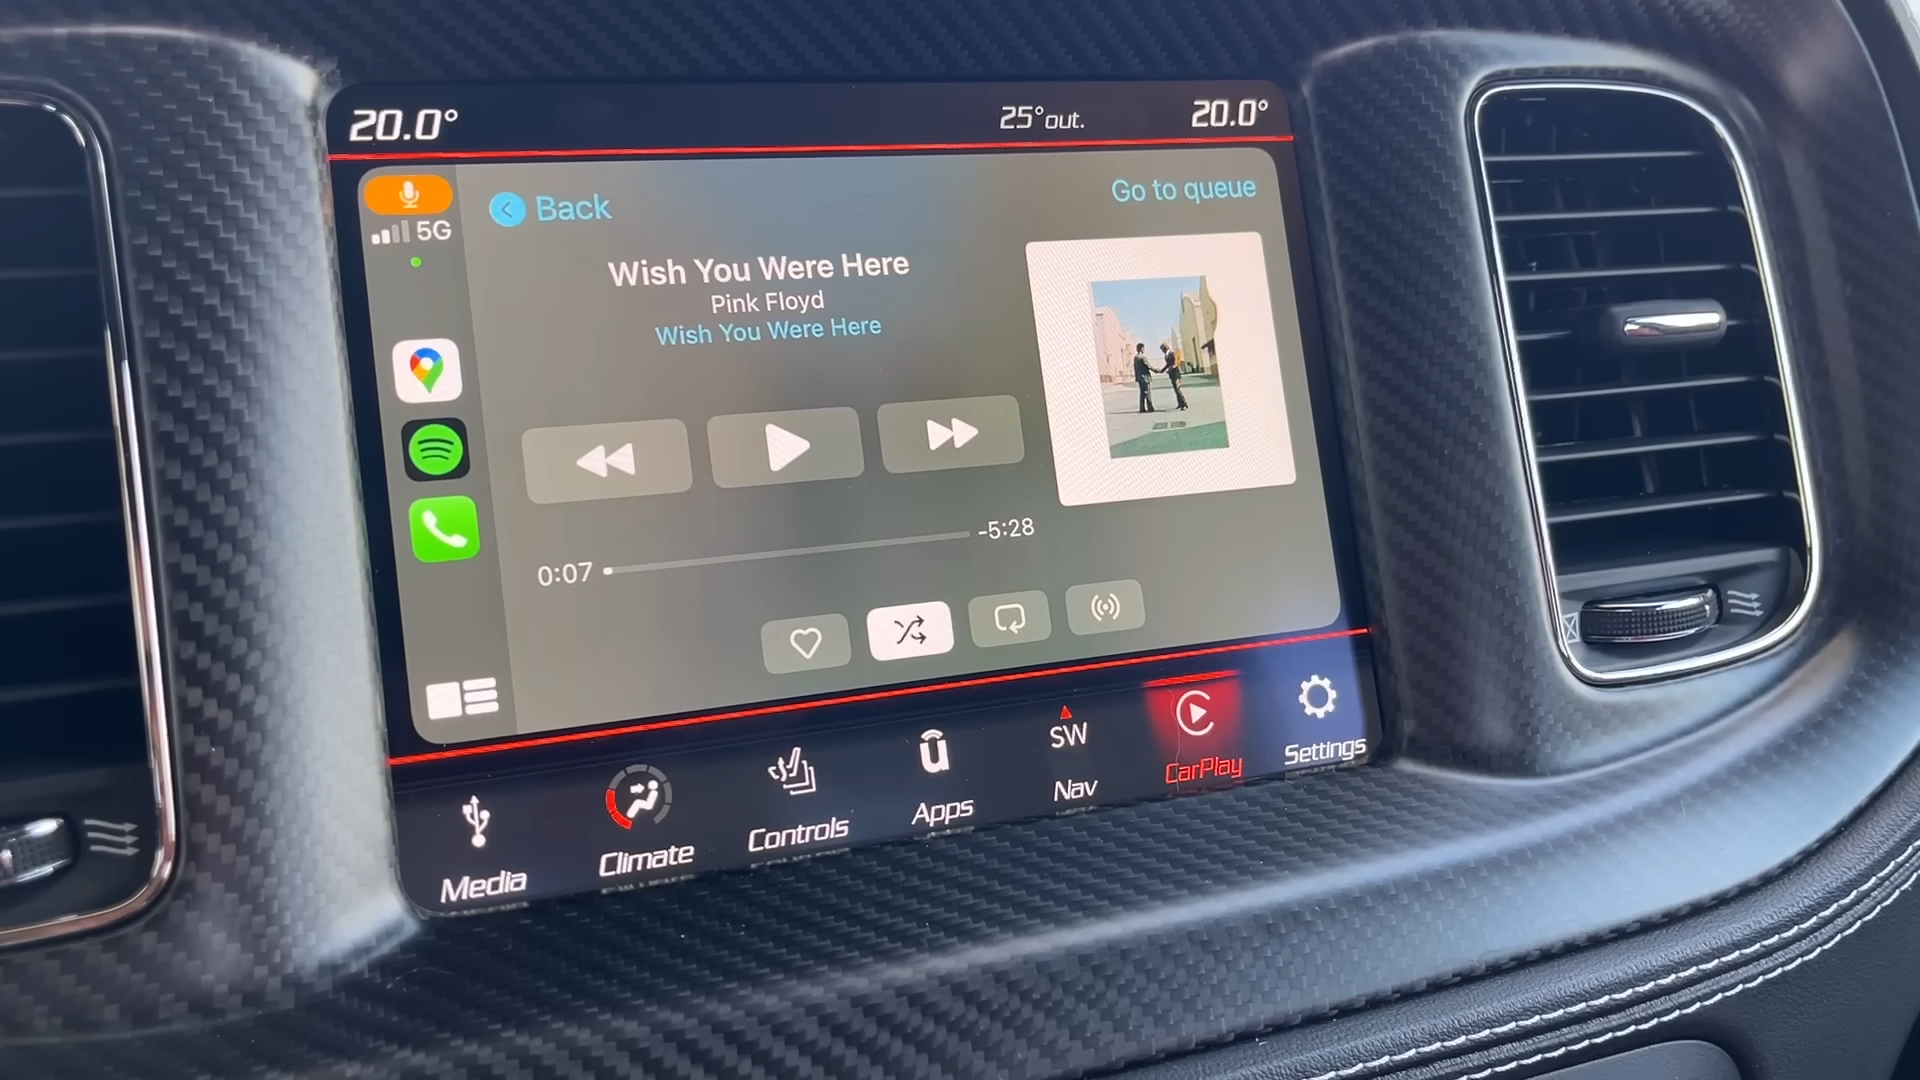 20.0°
25°out.
20.0°
5G
Back
Go to queue
Wish You Were Here
Pink Floyd
Wish You Were Here
0:07
-5:28
Media
Climate
Controls
Apps
SW
Nav
CarPlay
Settings